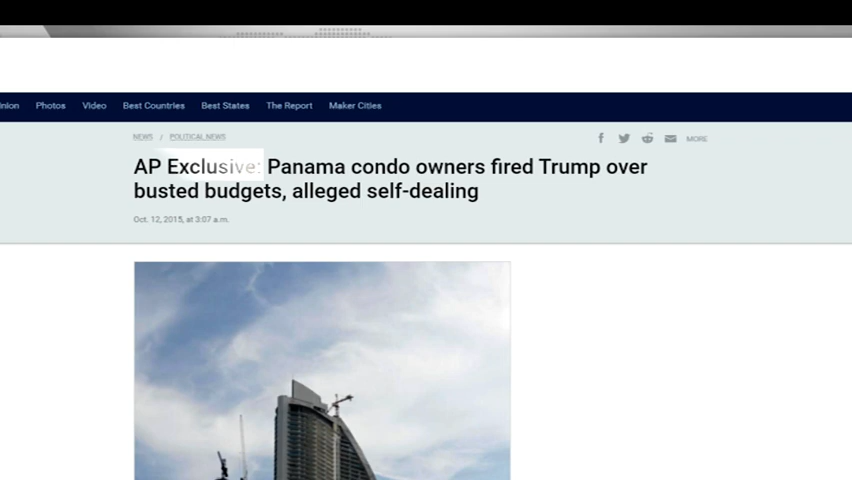 Photos Video Best Countries Best States The Report Maker Cities
NEWS / POLITICAL NEWS
MORE
AP Exclusive: Panama condo owners fired Trump over
busted budgets, alleged self-dealing
Oct. 12, 2015, at 3:07 a.m.